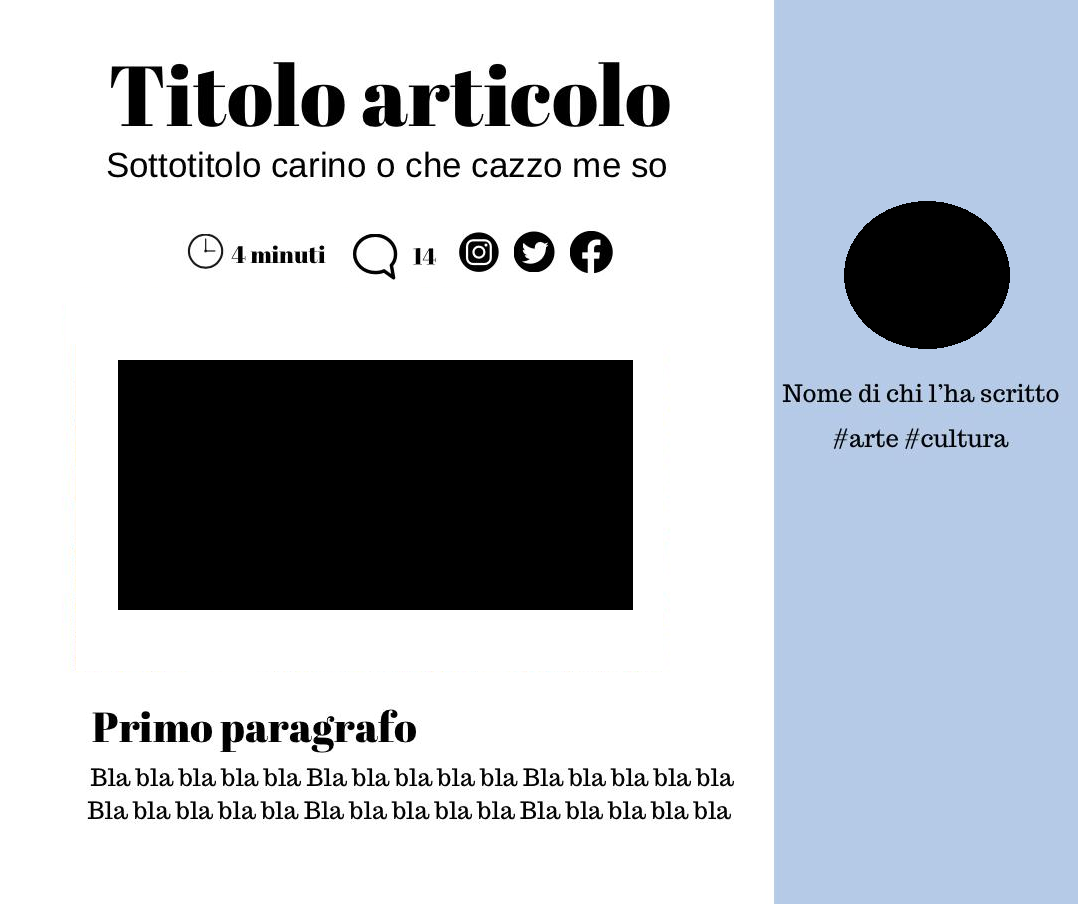 Titolo articolo
Sottotitolo carino o che cazzo me so
4 minuti 14
Primo paragrafo
Bla bla bla bla bla Bla bla bla bla bla Bla bla bla bla bla
Bla bla bla bla bla Bla bla bla bla bla Bla bla bla bla bla
Nome di chi l’ha scritto
#arte #cultura